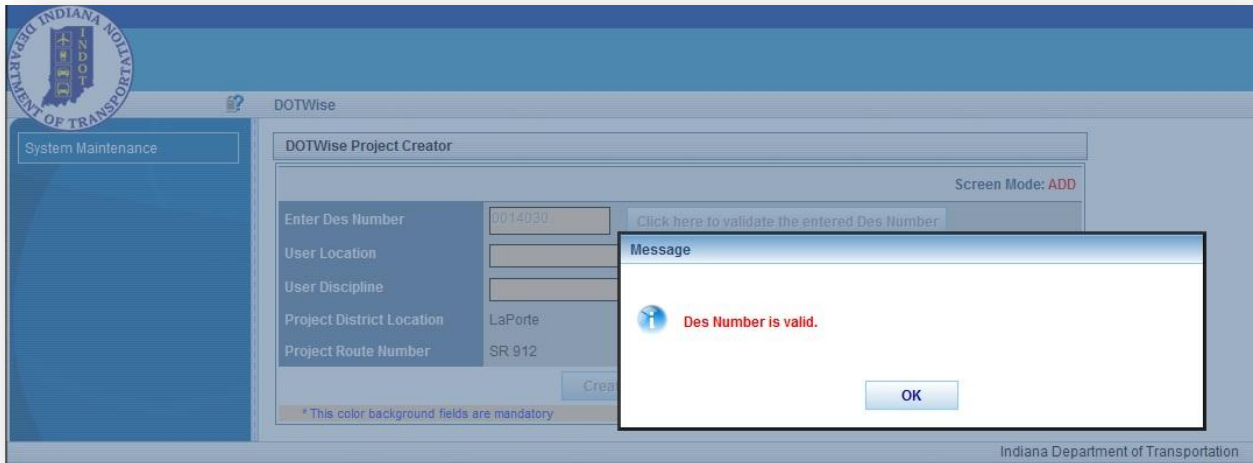 INDIANA DEPARTMENT OF TRANSPORTATION
INDOT
DOTWise
System Maintenance
DOTWise Project Creator
Screen Mode: ADD
Enter Des Number 0014030 Click here to validate the entered Des Number
User Location
User Discipline
Project District Location LaPorte
Project Route Number SR 912
* This color background fields are mandatory
Message
Des Number is valid.
OK
Indiana Department of Transportation